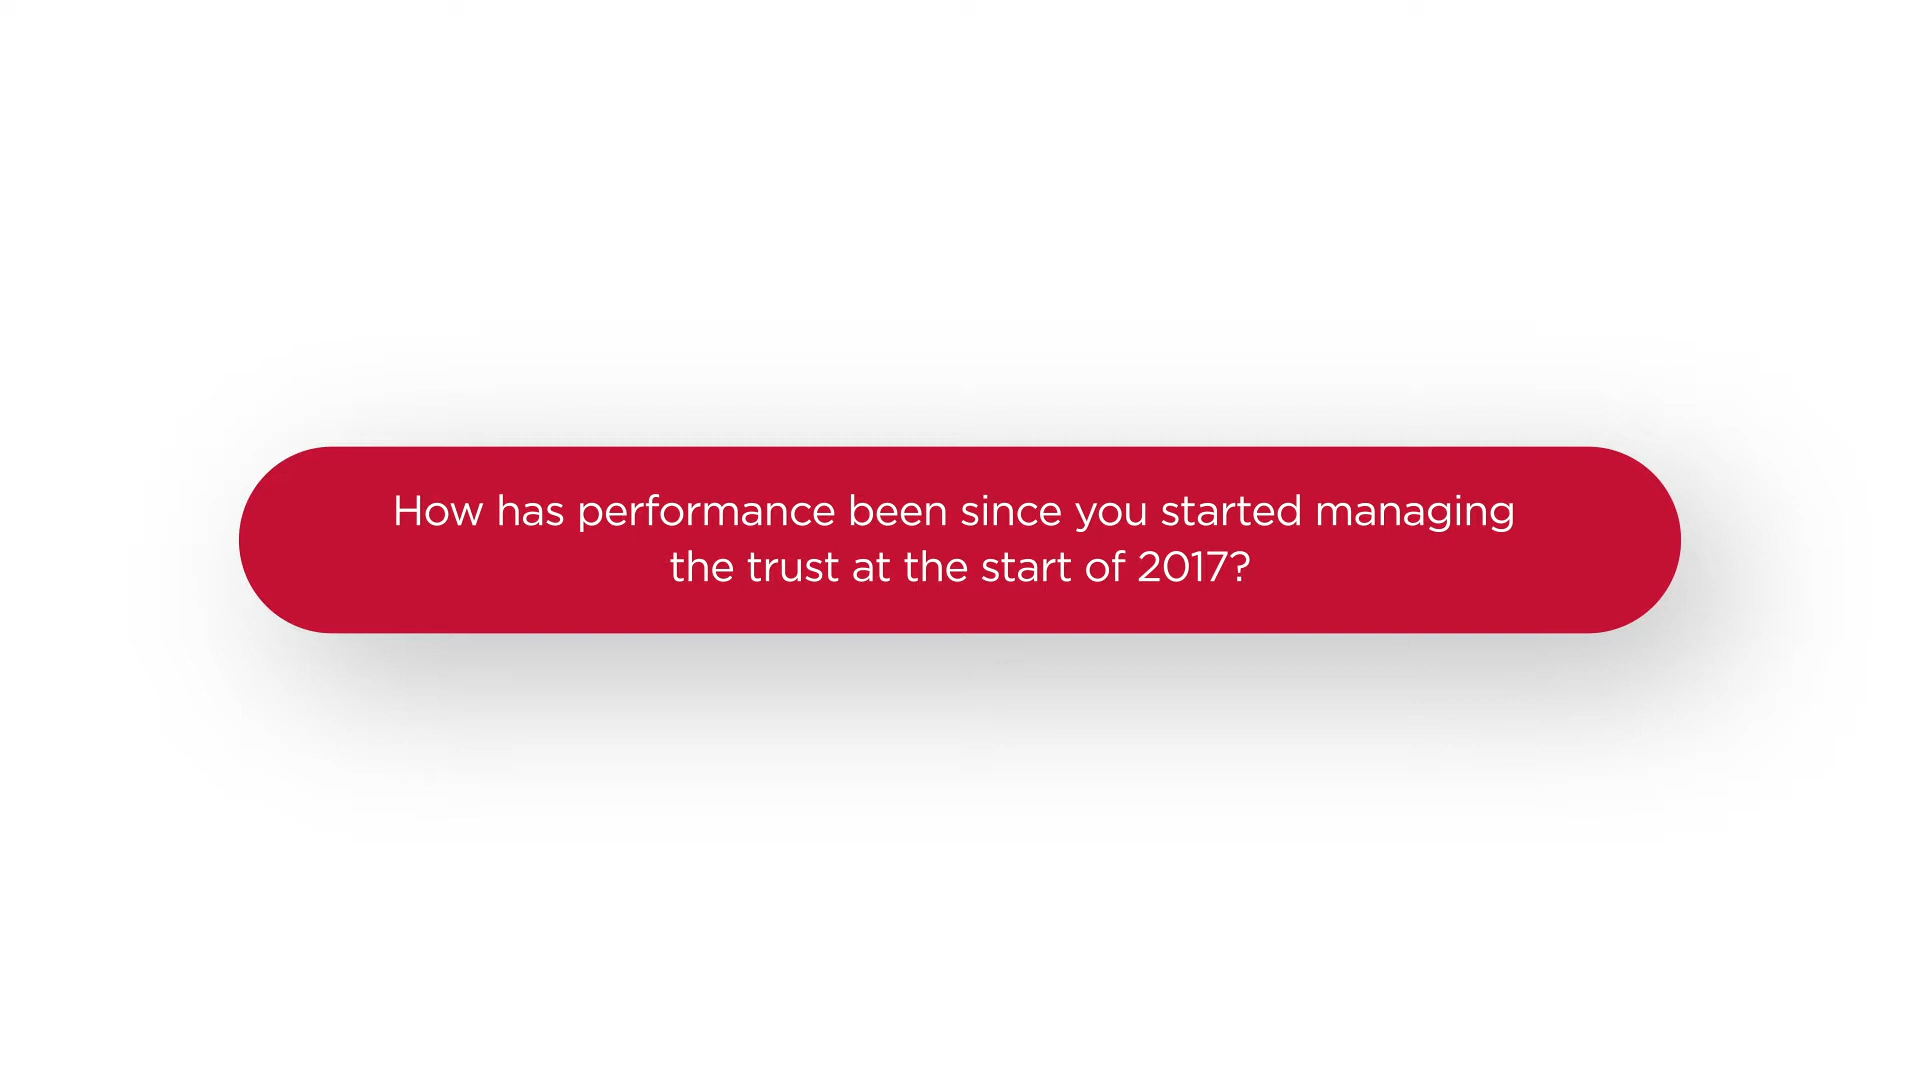 How has performance been since you started managing
the trust at the start of 2017?